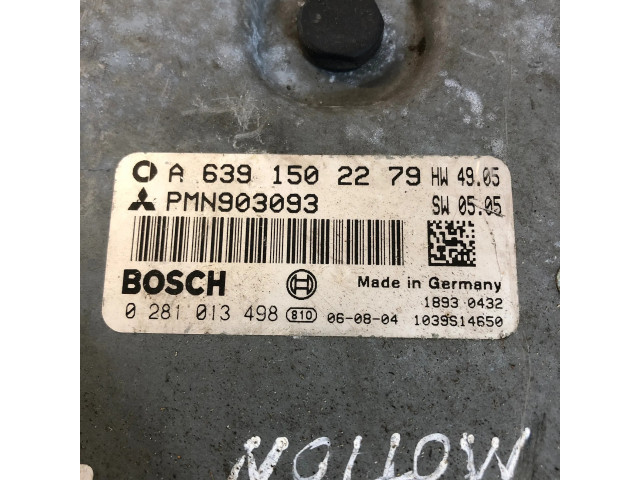 A 639 150 22 79 HW 49.05
PMN903093 SW 05.05
BOSCH Made in Germany
1893 0432
0 281 013 498 810 06-08-04 1039S14650
MOTION